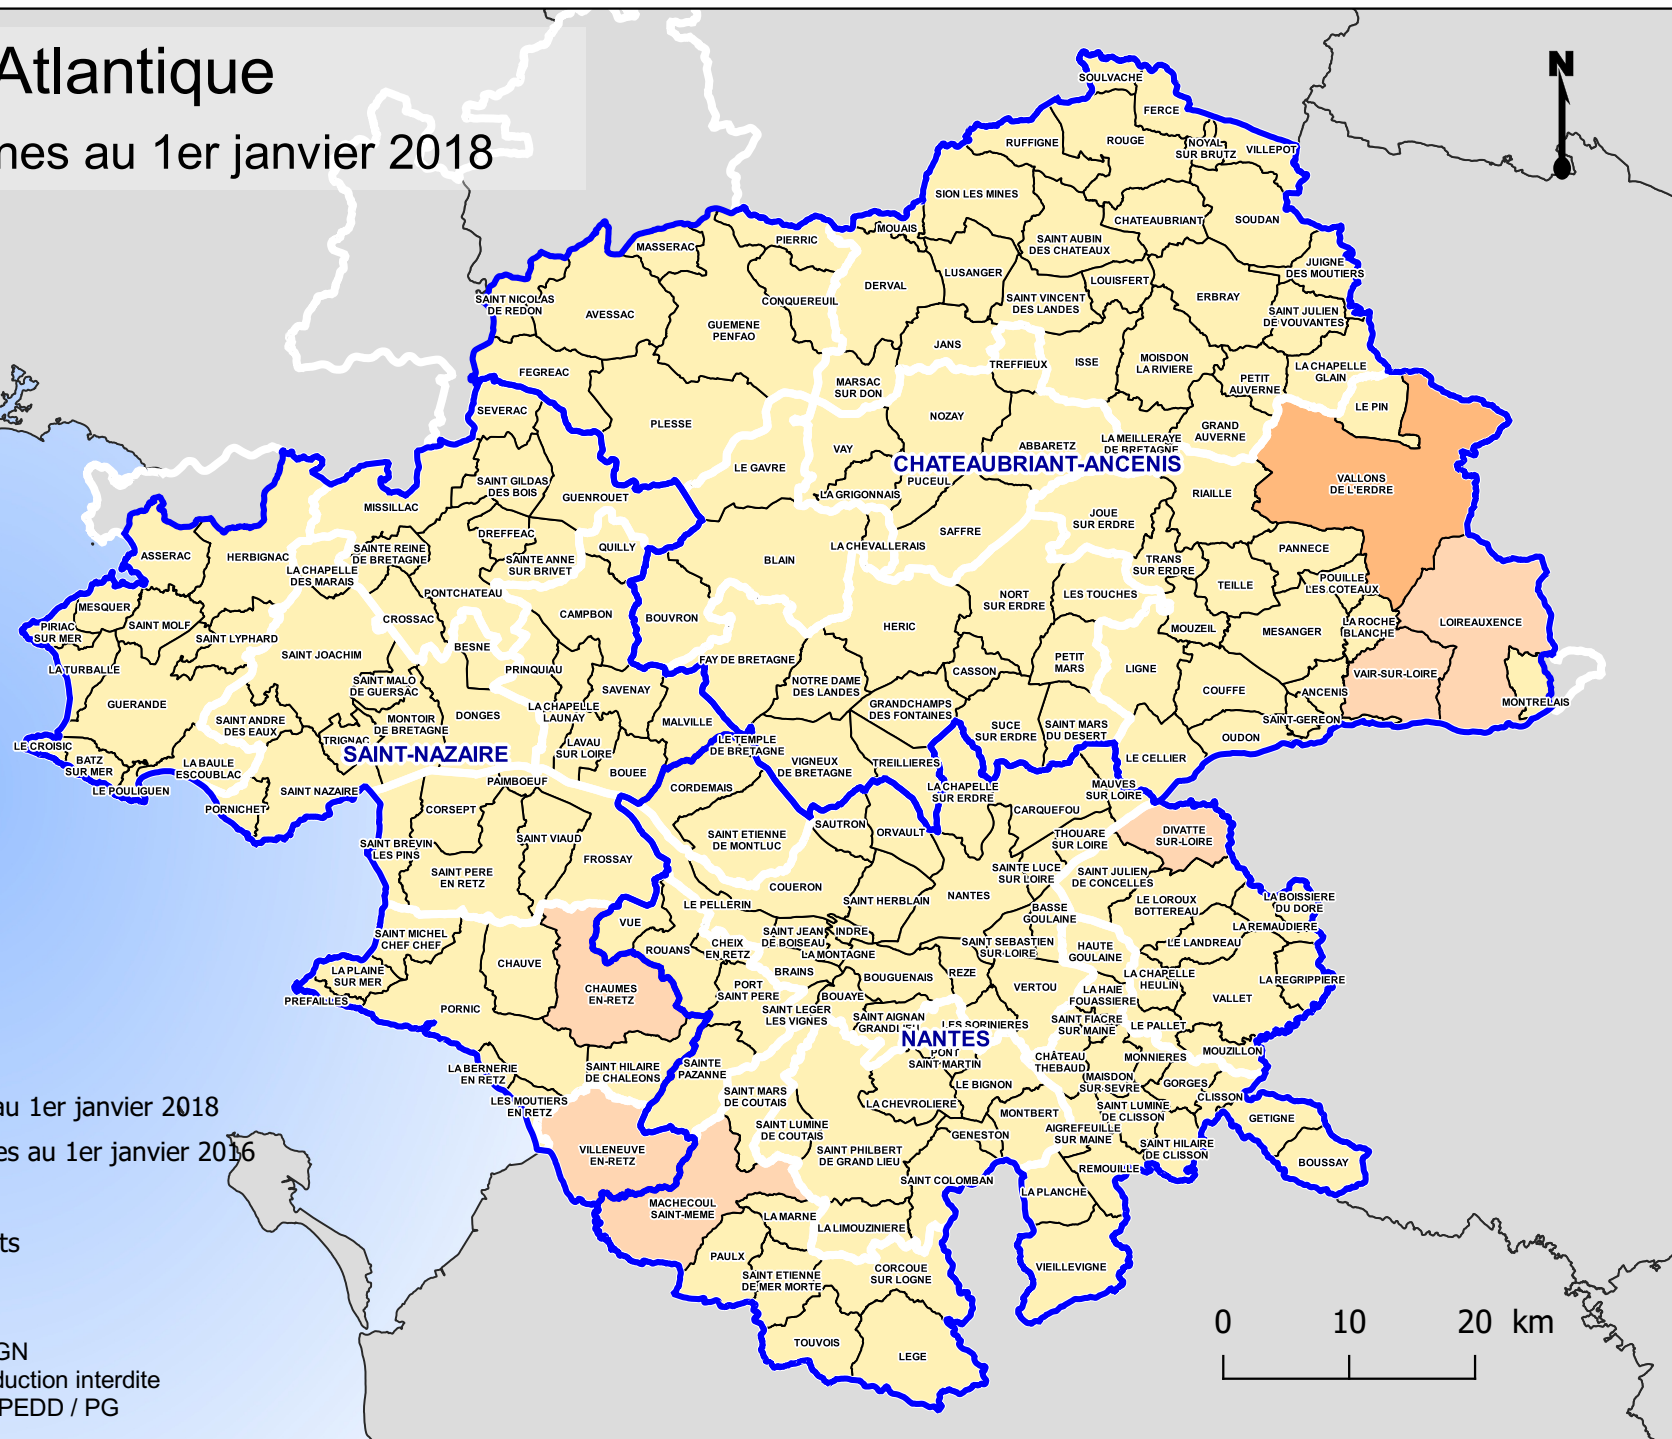 Atlantique
nes au 1er janvier 2018
N
SOULVACHE
FERCE
RUFFIGNE
ROUGE
NOYAL
SUR BRUTZ
VILLEPOT
SION LES MINES
CHATEAUBRIANT
SOUDAN
MOUAIS
PIERRIC
MASSERAC
SAINT AUBIN
DES CHATEAUX
JUIGNE
DES MOUTIERS
LUSANGER
LOUISFERT
DERVAL
ERBRAY
SAINT NICOLAS
DE REDON
AVESSAC
CONQUEREUIL
SAINT VINCENT
DES LANDES
SAINT JULIEN
DE VOUVANTES
GUEMENE
PENFAO
JANS
TREFFIEUX
ISSE
MOISDON
LA RIVIERE
LA CHAPELLE
GLAIN
FEGREAC
PETIT
AUVERNE
MARSAC
SUR DON
LE PIN
SEVERAC
PLESSE
NOZAY
GRAND
AUVERNE
ABBARETZ
LA MEILLERAYE
DE BRETAGNE
VAY
CHATEAUBRIANT-ANCENIS
LE GAVRE
PUCEUL
VALLONS
DE L'ERDRE
SAINT GILDAS
DES BOIS
GUENROUET
LA GRIGONNAIS
RIAILLE
MISSILLAC
JOUE
SUR ERDRE
DREFFEAC
SAFFRE
QUILLY
LA CHEVALLERAIS
PANNECE
ASSERAC
HERBIGNAC
SAINTE REINE
DE BRETAGNE
SAINTE ANNE
SUR BRIVET
BLAIN
TRANS
SUR ERDRE
LA CHAPELLE
DES MARAIS
TEILLE
POUILLE
LES COTEAUX
PONTCHATEAU
NORT
SUR ERDRE
LES TOUCHES
MESQUER
CAMPBON
BOUVRON
CROSSAC
PIRIAC
SUR MER
SAINT MOLF
HERIC
MOUZEIL
MESANGER
LA ROCHE
BLANCHE
LOIREAUXENCE
SAINT LYPHARD
BESNE
SAINT JOACHIM
FAY DE BRETAGNE
PETIT
MARS
LA TURBALLE
PRINQUIAU
CASSON
LIGNE
VAIR-SUR-LOIRE
SAINT MALO
DE GUERSAC
SAVENAY
NOTRE DAME
DES LANDES
COUFFE
ANCENIS
MONTRELAIS
GUERANDE
LA CHAPELLE
LAUNAY
GRANDCHAMPS
DES FONTAINES
SAINT ANDRE
DES EAUX
MONTOIR
DE BRETAGNE
DONGES
MALVILLE
SUCE
SUR ERDRE
SAINT MARS
DU DESERT
SAINT-GEREON
OUDON
TRIGNAC
SAINT-NAZAIRE
LE CROISIC
LAVAU
SUR LOIRE
LE TEMPLE
DE BRETAGNE
LE CELLIER
BATZ
SUR MER
LA BAULE
ESCOUBLAC
BOUEE
VIGNEUX
DE BRETAGNE
TREILLIERES
PAIMBOEUF
LE POULIGUEN
SAINT NAZAIRE
CORDEMAIS
LA CHAPELLE
SUR ERDRE
MAUVES
SUR LOIRE
PORNICHET
CORSEPT
CARQUEFOU
SAUTRON
ORVAULT
SAINT ETIENNE
DE MONTLUC
THOUARE
SUR LOIRE
DIVATTE
SUR-LOIRE
SAINT BREVIN
LES PINS
SAINT VIAUD
FROSSAY
SAINT PERE
EN RETZ
SAINTE LUCE
SUR LOIRE
SAINT JULIEN
DE CONCELLES
COUERON
NANTES
SAINT HERBLAIN
LE PELLERIN
LE LOROUX
BOTTEREAU
LA BOISSIERE
DU DORE
BASSE
GOULAINE
VUE
LA REMAUDIERE
SAINT MICHEL
CHEF CHEF
SAINT JEAN
DE BOISEAU
INDRE
CHEIX
EN RETZ
ROUANS
LA MONTAGNE
SAINT SEBASTIEN
SUR LOIRE
HAUTE
GOULAINE
LE LANDREAU
CHAUVE
LA PLAINE
SUR MER
BRAINS
BOUGUENAIS
REZE
LA CHAPELLE
HEULIN
LA REGRIPPIERE
PREFAILLES
CHAUMES
EN-RETZ
PORT
SAINT PERE
BOUAYE
VERTOU
LA HAIE
FOUASSIERE
VALLET
PORNIC
SAINT LEGER
LES VIGNES
SAINT AIGNAN
GRANDLIEU
LES SORINIERES
SAINT FIACRE
SUR MAINE
LE PALLET
NANTES
PONT
SAINT MARTIN
CHÂTEAU
THEBAUD
MONNIERES
MOUZILLON
LA BERNERIE
EN RETZ
SAINT HILAIRE
DE CHALEONS
SAINTE
PAZANNE
MAISDON
SUR SEVRE
GORGES
LE BIGNON
CLISSON
LES MOUTIERS
EN RETZ
SAINT MARS
DE COUTAIS
LA CHEVROLIERE
MONTBERT
SAINT LUMINE
DE CLISSON
GETIGNE
SAINT LUMINE
DE COUTAIS
AIGREFEUILLE
SUR MAINE
GENESTON
SAINT HILAIRE
DE CLISSON
VILLENEUVE
EN-RETZ
SAINT PHILBERT
DE GRAND LIEU
BOUSSAY
REMOUILLE
SAINT COLOMBAN
LA PLANCHE
MACHECOUL
SAINT-MEME
LA MARNE
LA LIMOUZINIERE
PAULX
SAINT ETIENNE
DE MER MORTE
CORCOUE
SUR LOGNE
VIEILLEVIGNE
TOUVOIS
LEGE
au 1er janvier 2018
es au 1er janvier 2016
ts
GN
duction interdite
PEDD / PG
0 10 20 km